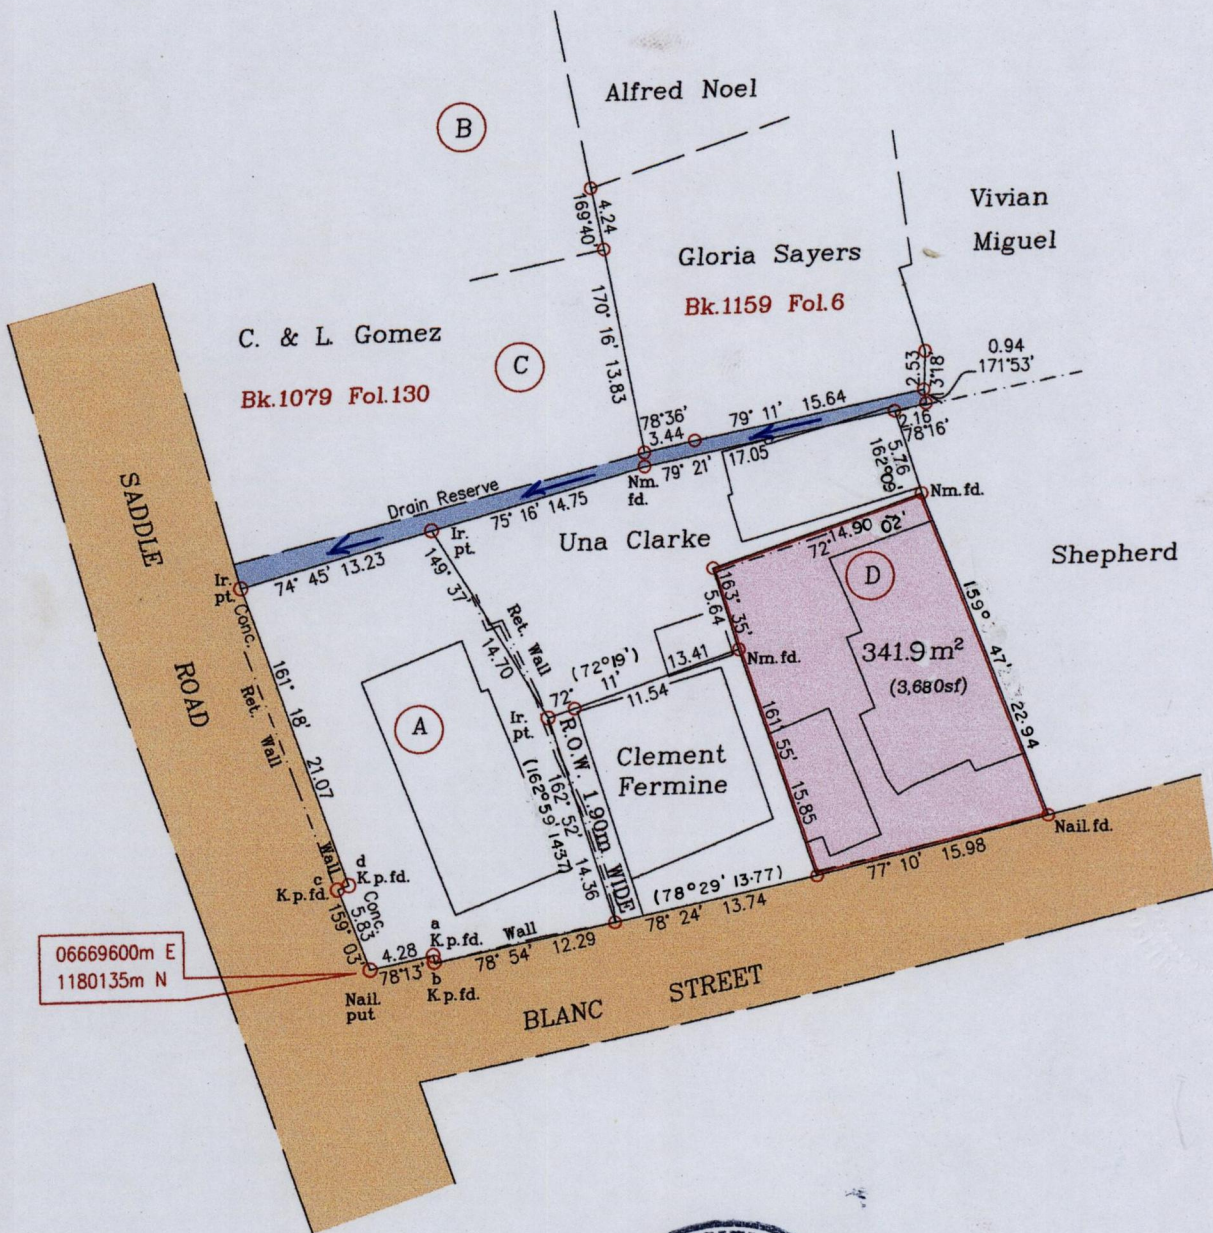 Alfred Noel
B
169°40'
4.24
Vivian
Miguel
Gloria Sayers
Bk.1159 Fol.6
C. & L. Gomez
Bk.1079 Fol.130
C
170° 16' 13.83
2.53
0.94
171°53'
78°36'
3.44
79° 11' 15.64
2.16
78°16'
79° 21' 17.05
Nm.
fd.
5.76
162°09'
Nm.fd.
Drain Reserve
75° 16' 14.75
Una Clarke
Shepherd
SADDLE
ROAD
Ir.
pt.
74° 45' 13.23
Ir.
pt.
72° 14.90 02'
D
163° 35'
5.64
Nm.fd.
341.9m²
(3,680sf)
159° 47' 22.94
149° 37'
14.70
Ret. Wall
(72°19')
13.41
72° 11'
11.54
Ir.
pt.
A
Conc. Ret. Wall
161° 18' 21.07
R.O.W. 1.90m WIDE
162° 52' 14.36
(162°59' 14.37)
Clement
Fermine
161° 55' 15.85
Nail.fd.
77° 10' 15.98
(78°29' 13.77)
78° 24' 13.74
d
K.p.fd.
c
K.p.fd.
Conc.
Wall
5.83
159° 03'
a
K.p.fd.
4.28
78°13'
b
K.p.fd.
78° 54' 12.29
06669600m E
1180135m N
Nail.
put
BLANC STREET